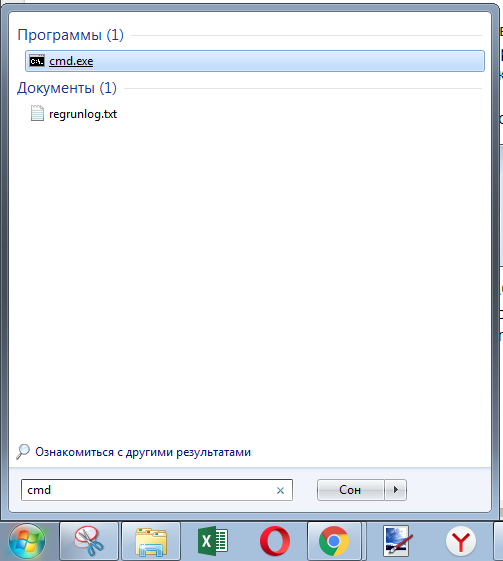 Программы (1)
cmd.exe
Документы (1)
regrunlog.txt
Ознакомиться с другими результатами
cmd
Сон